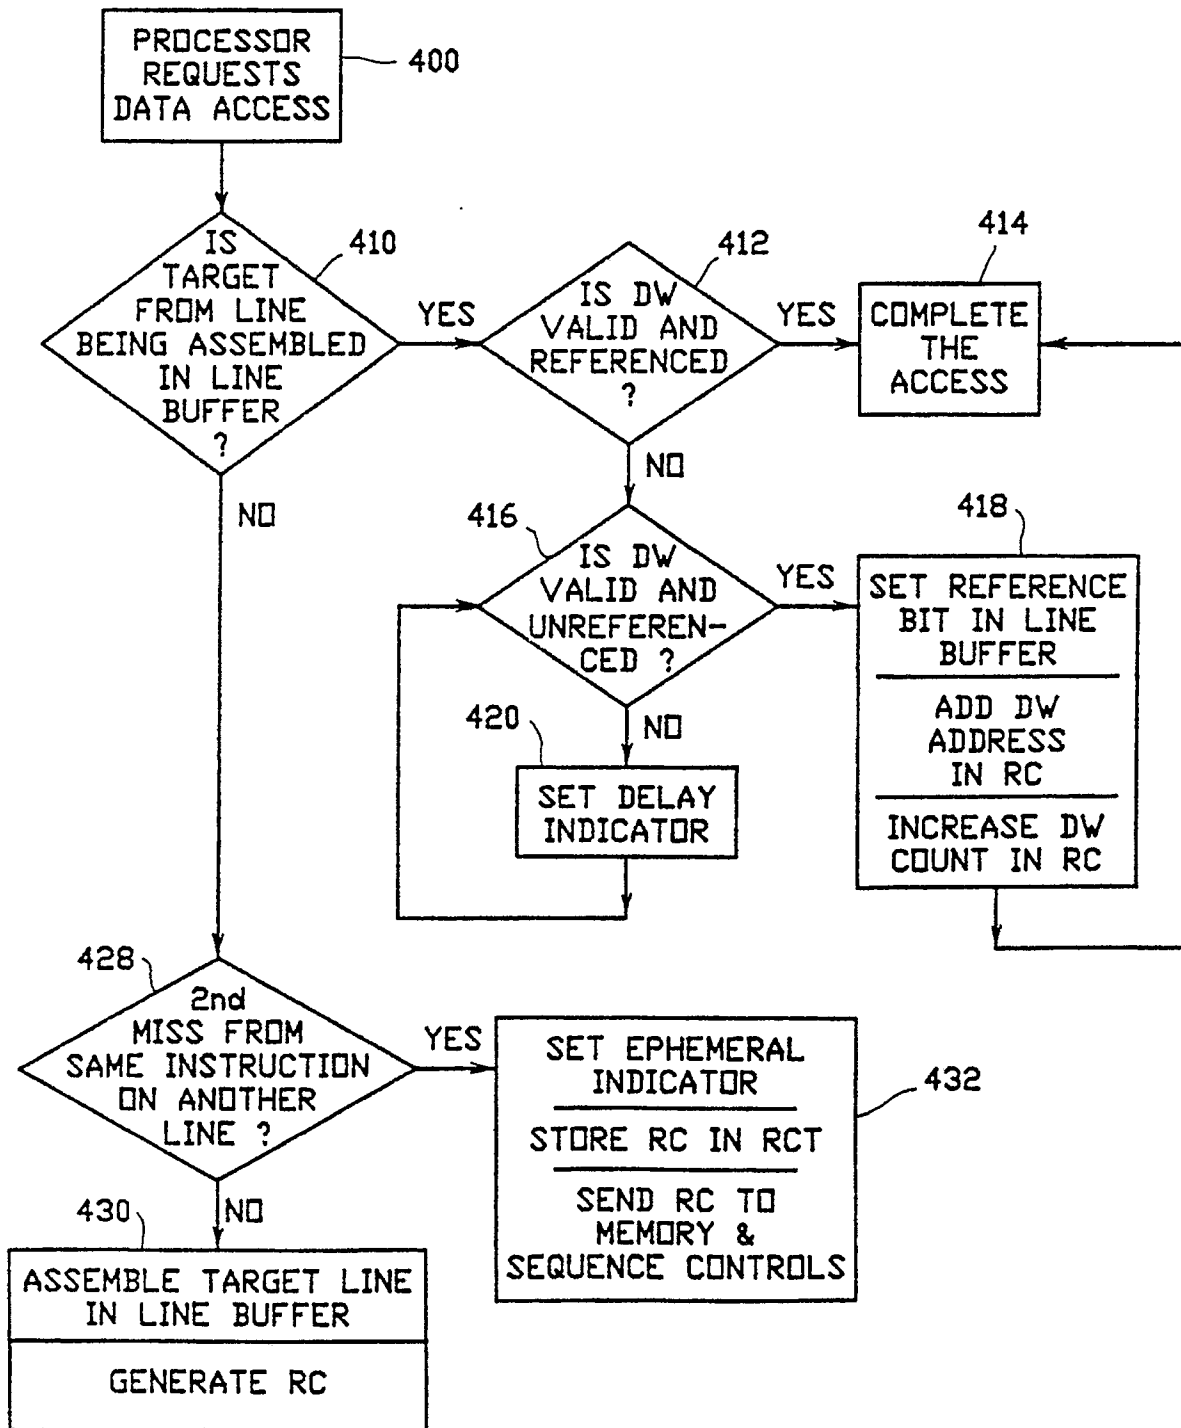 PROCESSOR
REQUESTS
DATA ACCESS
400
IS
TARGET
FROM LINE
BEING ASSEMBLED
IN LINE
BUFFER
?
410
YES
NO
IS DW
VALID AND
REFERENCED
?
412
YES
NO
COMPLETE
THE
ACCESS
414
IS DW
VALID AND
UNREFEREN-
CED ?
416
YES
NO
SET REFERENCE
BIT IN LINE
BUFFER
ADD DW
ADDRESS
IN RC
INCREASE DW
COUNT IN RC
418
SET DELAY
INDICATOR
420
2nd
MISS FROM
SAME INSTRUCTION
ON ANOTHER
LINE ?
428
YES
NO
SET EPHEMERAL
INDICATOR
STORE RC IN RCT
SEND RC TO
MEMORY &
SEQUENCE CONTROLS
432
430
ASSEMBLE TARGET LINE
IN LINE BUFFER
GENERATE RC